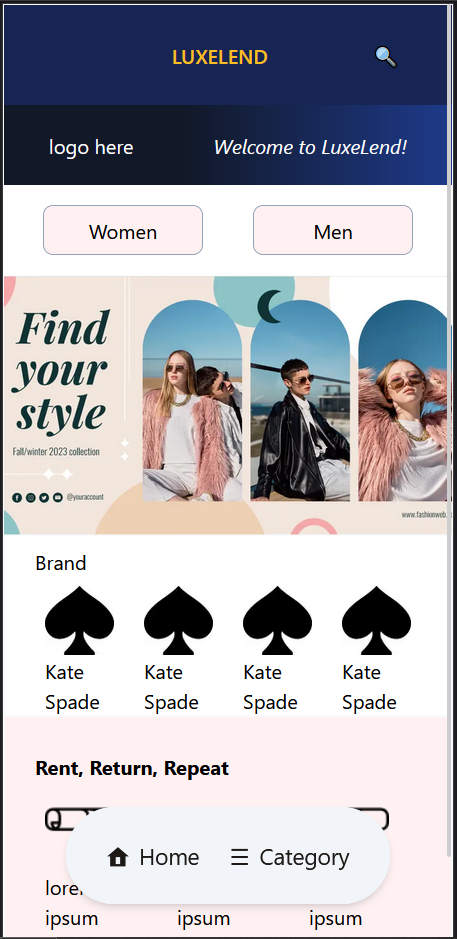 LUXELEND
logo here
Welcome to LuxeLend!
Women
Men
Find
your
style
Fall/winter 2023 collection
@youraccount
www.fashionweb.
Brand
Kate Spade
Kate Spade
Kate Spade
Kate Spade
Rent, Return, Repeat
Home
Category
ipsum
ipsum
ipsum